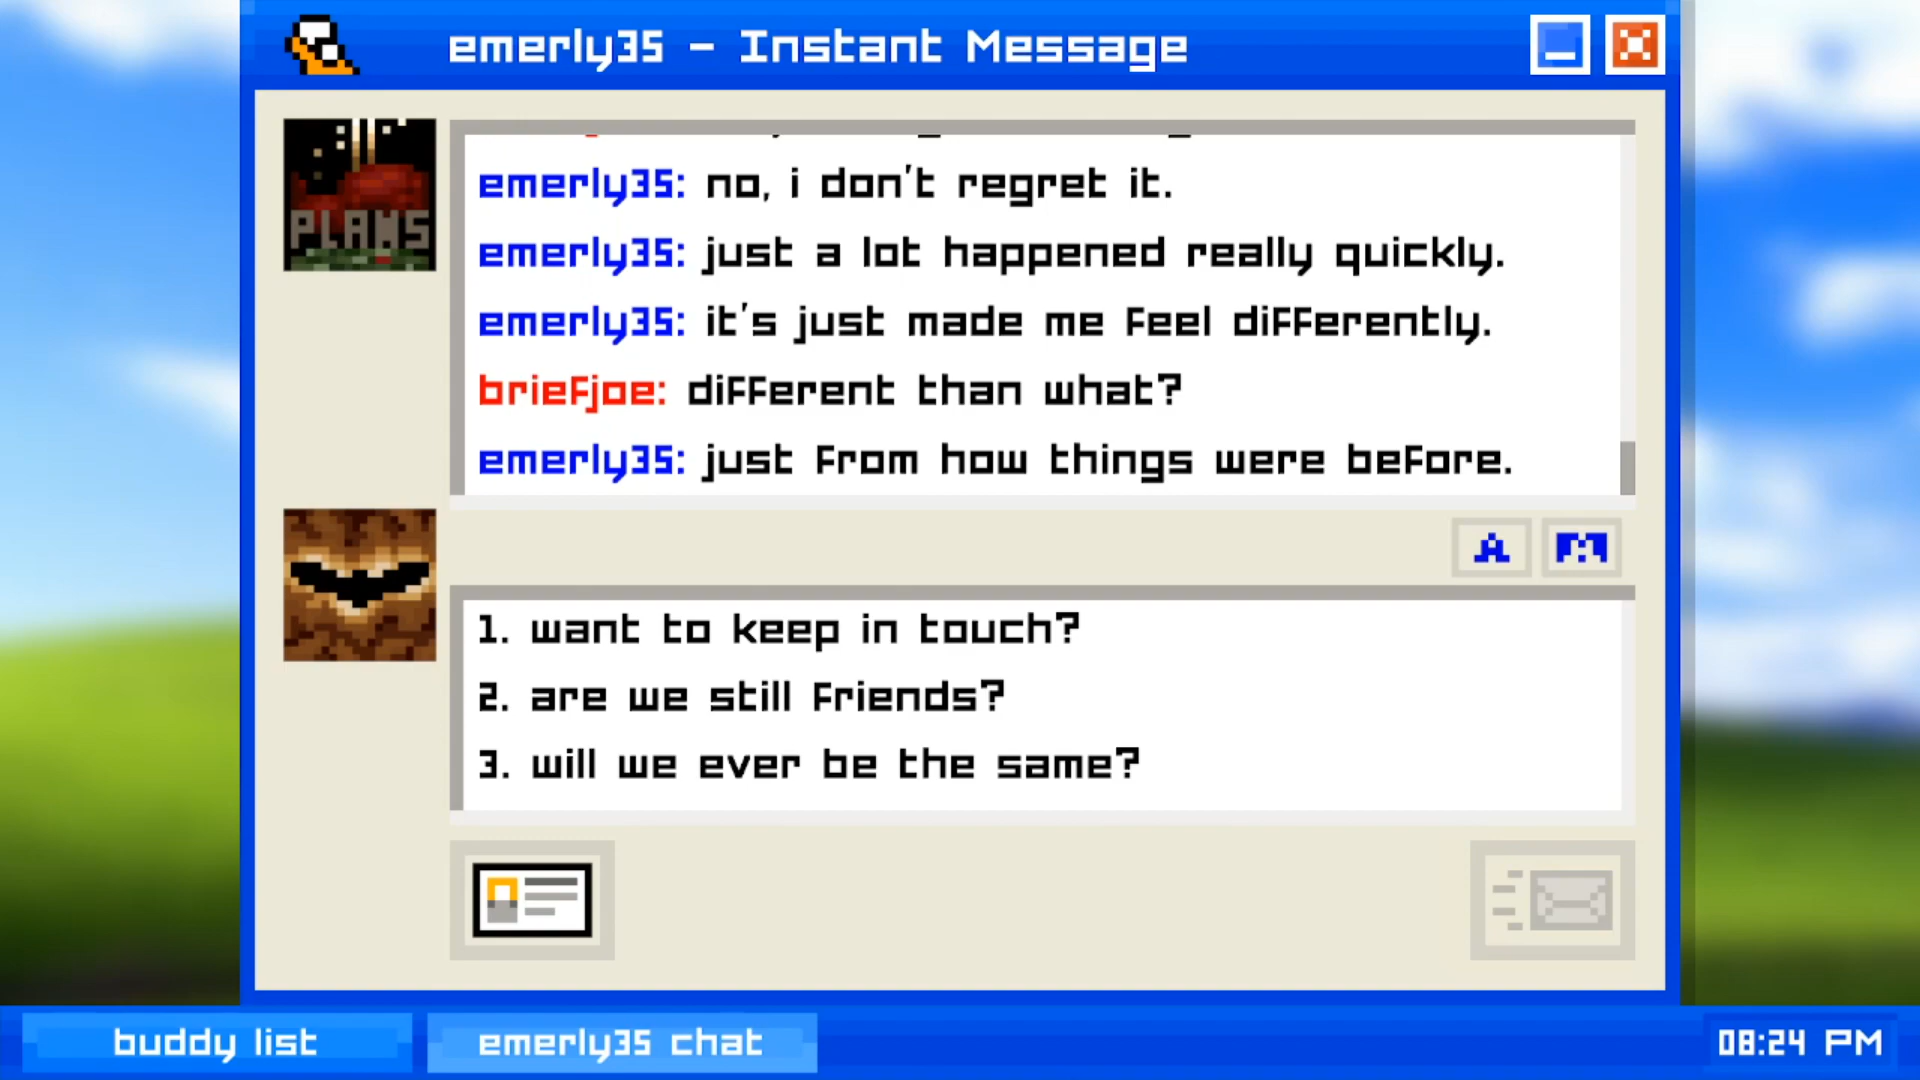 emerly35 - Instant Message
PLANS
emerly35: no, i don't regret it.
emerly35: just a lot happened really quickly.
emerly35: it's just made me feel differently.
briefjoe: different than what?
emerly35: just from how things were before.
A M
1. want to keep in touch?
2. are we still friends?
3. will we ever be the same?
buddy list
emerly35 chat
08:24 PM